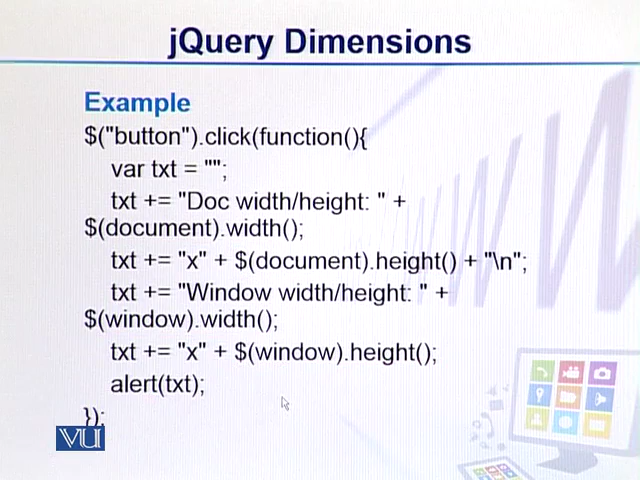 jQuery Dimensions
Example
$("button").click(function(){
var txt = "";
txt += "Doc width/height: " +
$(document).width();
txt += "x" + $(document).height() + "\n";
txt += "Window width/height: " +
$(window).width();
txt += "x" + $(window).height();
alert(txt);
});
VU